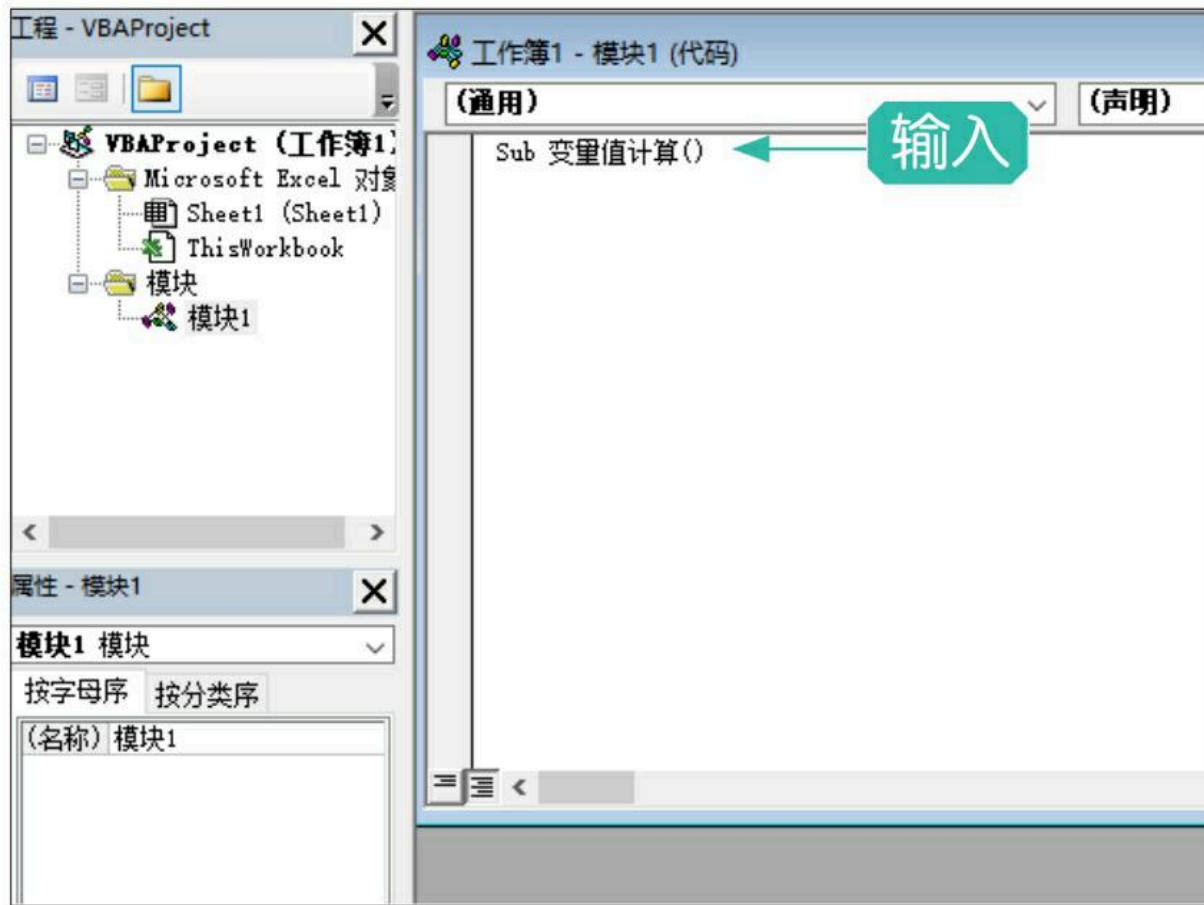 工程 - VBAProject
VBAProject (工作簿1)
Microsoft Excel 对象
Sheet1 (Sheet1)
ThisWorkbook
模块
模块1
属性 - 模块1
模块1 模块
按字母序 按分类序
(名称) 模块1
工作簿1 - 模块1 (代码)
(通用) (声明)
Sub 变量值计算()
输入